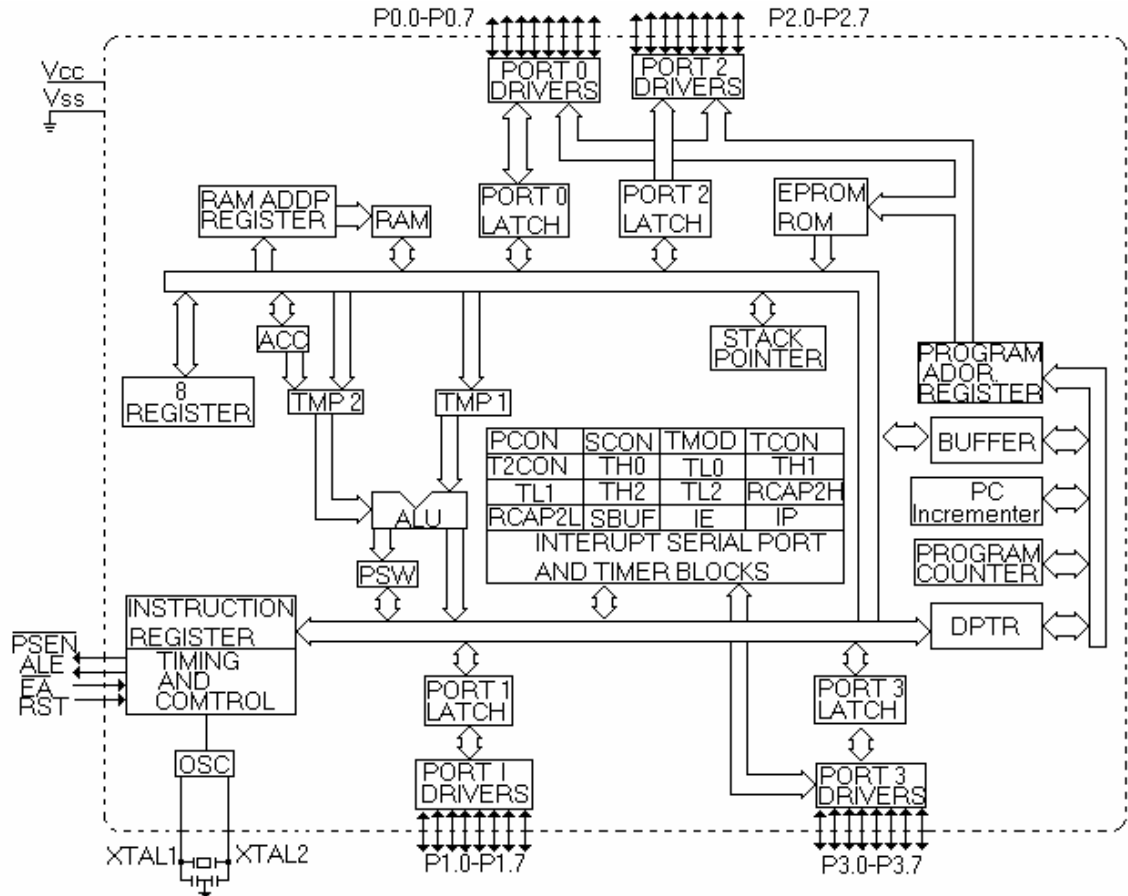 P0.0-P0.7
P2.0-P2.7
Vcc
Vss
PORT 0
DRIVERS
PORT 2
DRIVERS
RAM ADDP
REGISTER
RAM
PORT 0
LATCH
PORT 2
LATCH
EPROM
ROM
ACC
STACK
POINTER
8
REGISTER
TMP 2
TMP 1
PROGRAM
ADOR.
REGISTER
BUFFER
PC
Incrementer
PROGRAM
COUNTER
DPTR
PCON SCON TMOD TCON
T2CON TH0 TL0 TH1
TL1 TH2 TL2 RCAP2H
RCAP2L SBUF IE IP
INTERUPT SERIAL PORT
AND TIMER BLOCKS
ALU
PSW
INSTRUCTION
REGISTER
TIMING
AND
COMTROL
PSEN
ALE
EA
RST
OSC
XTAL1
XTAL2
PORT 1
LATCH
PORT I
DRIVERS
P1.0-P1.7
PORT 3
LATCH
PORT 3
DRIVERS
P3.0-P3.7